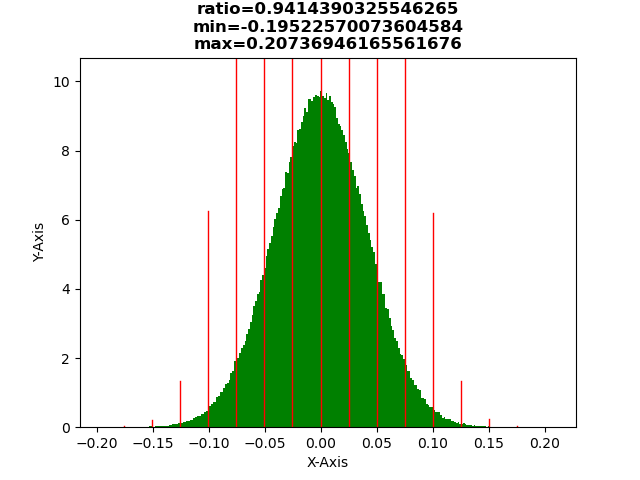 ratio=0.9414390325546265
min=-0.19522570073604584
max=0.20736946165561676
10
8
6
4
2
0
Y-Axis
−0.20 −0.15 −0.10 −0.05 0.00 0.05 0.10 0.15 0.20
X-Axis